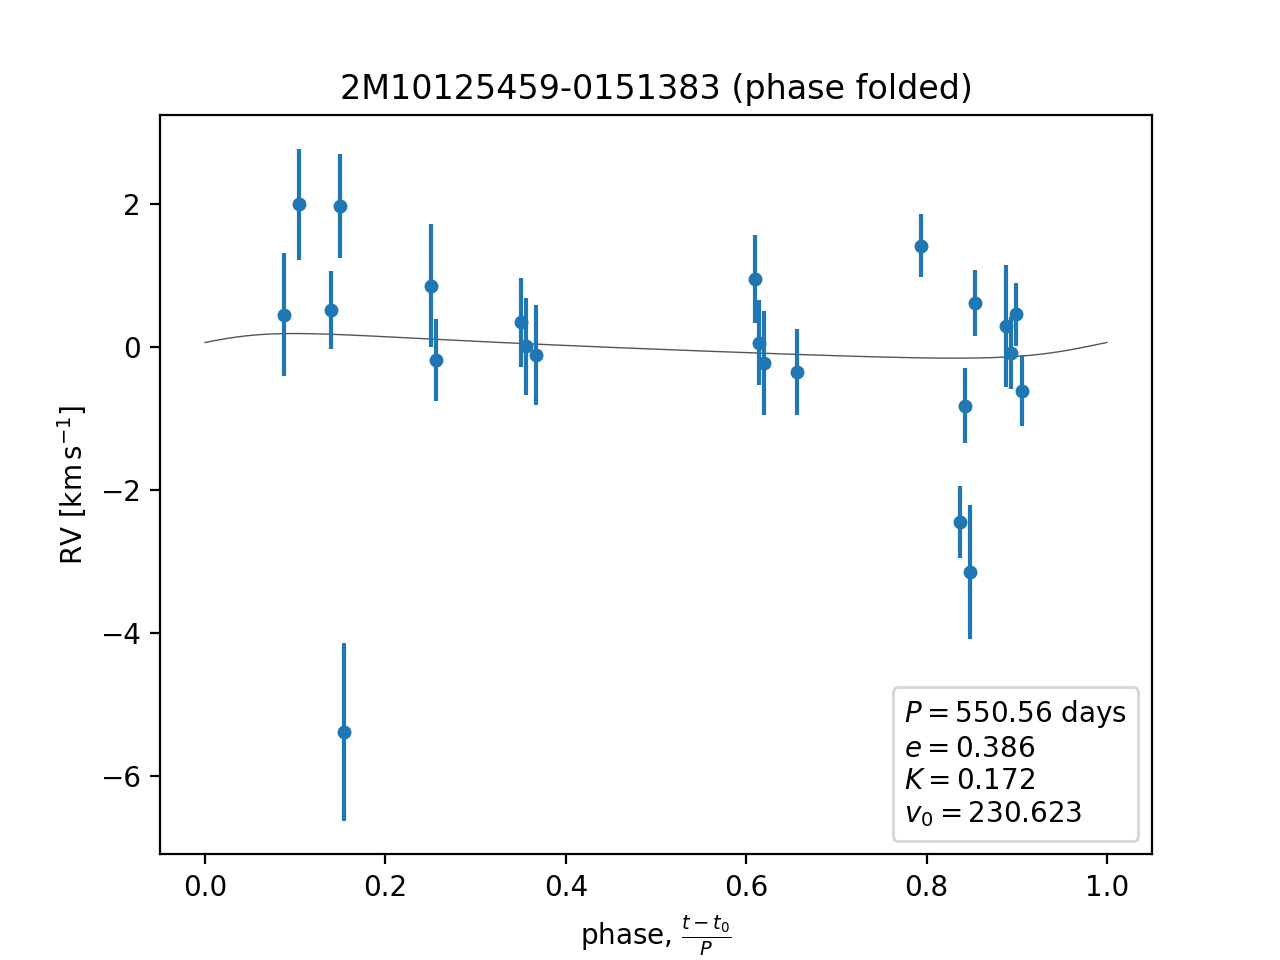 2M10125459-0151383 (phase folded)
RV [km s⁻¹]
2
0
−2
−4
−6
P = 550.56 days
e = 0.386
K = 0.172
v₀ = 230.623
0.0 0.2 0.4 0.6 0.8 1.0
phase, (t − t₀)/P